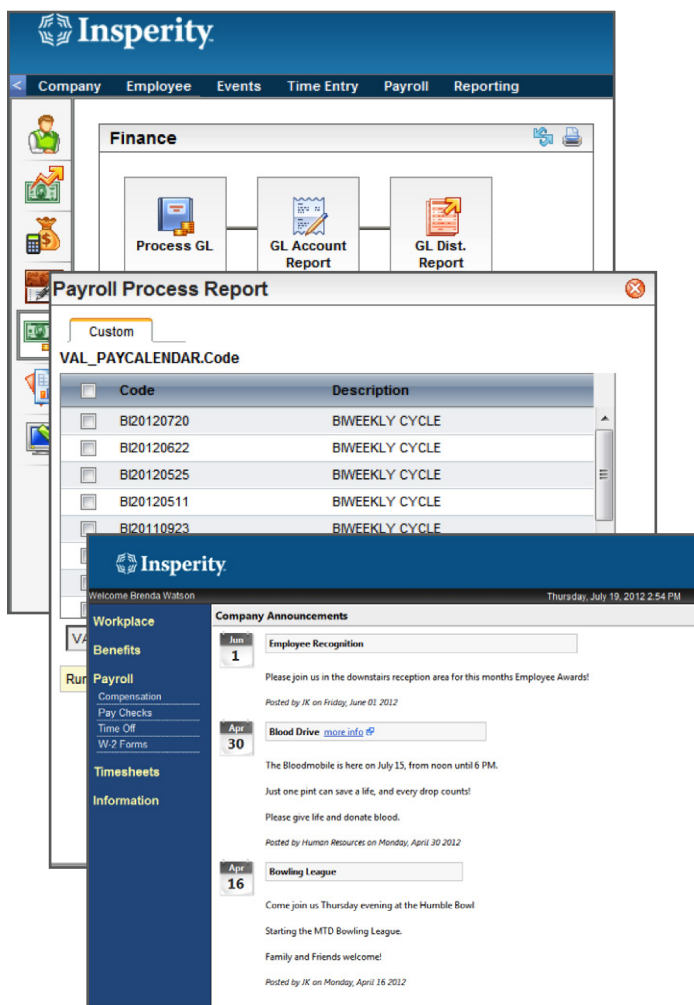 Insperity
< Company Employee Events Time Entry Payroll Reporting
Finance
Process GL
GL Account
Report
GL Dist.
Report
Payroll Process Report
Custom
VAL_PAYCALENDAR.Code
Code Description
BI20120720 BIWEEKLY CYCLE
BI20120622 BIWEEKLY CYCLE
BI20120525 BIWEEKLY CYCLE
BI20120511 BIWEEKLY CYCLE
BI20110923 BIWEEKLY CYCLE
Insperity
Welcome Brenda Watson Thursday, July 19, 2012 2:54 PM
Workplace
Benefits
Payroll
Compensation
Pay Checks
Time Off
W-2 Forms
Timesheets
Information
Company Announcements
Jun
1
Employee Recognition
Please join us in the downstairs reception area for this months Employee Awards!
Posted by JK on Friday, June 01 2012
Apr
30
Blood Drive more info
The Bloodmobile is here on July 15, from noon until 6 PM.
Just one pint can save a life, and every drop counts!
Please give life and donate blood.
Posted by Human Resources on Monday, April 30 2012
Apr
16
Bowling League
Come join us Thursday evening at the Humble Bowl
Starting the MTD Bowling League.
Family and Friends welcome!
Posted by JK on Monday, April 16 2012